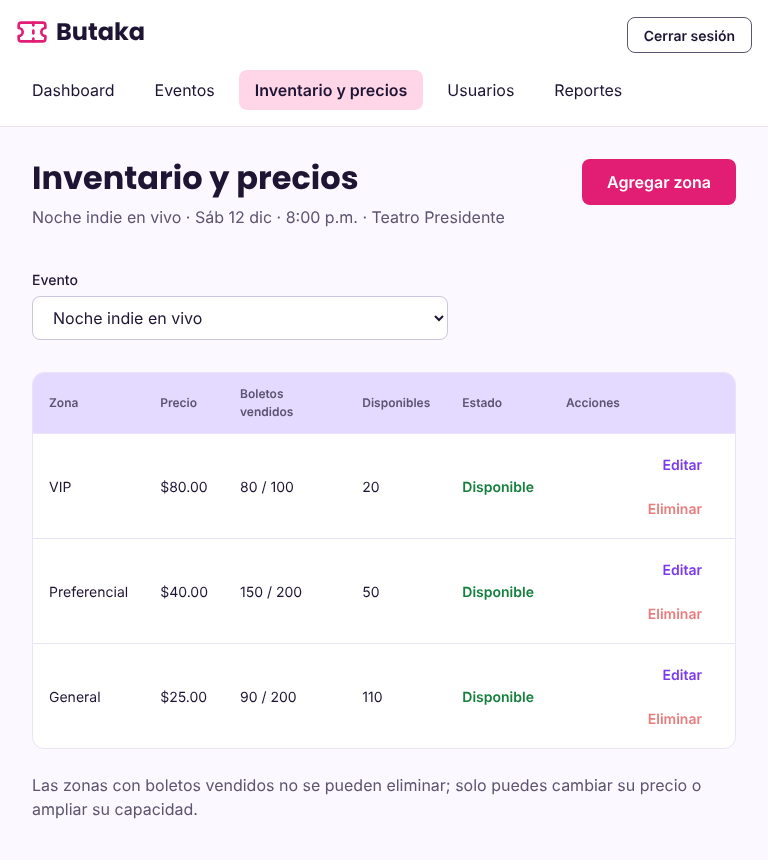 Butaka
Cerrar sesión
Dashboard Eventos Inventario y precios Usuarios Reportes
Inventario y precios
Agregar zona
Noche indie en vivo · Sáb 12 dic · 8:00 p.m. · Teatro Presidente
Evento
Noche indie en vivo
Zona Precio Boletos vendidos Disponibles Estado Acciones
VIP $80.00 80 / 100 20 Disponible Editar
Eliminar
Preferencial $40.00 150 / 200 50 Disponible Editar
Eliminar
General $25.00 90 / 200 110 Disponible Editar
Eliminar
Las zonas con boletos vendidos no se pueden eliminar; solo puedes cambiar su precio o
ampliar su capacidad.